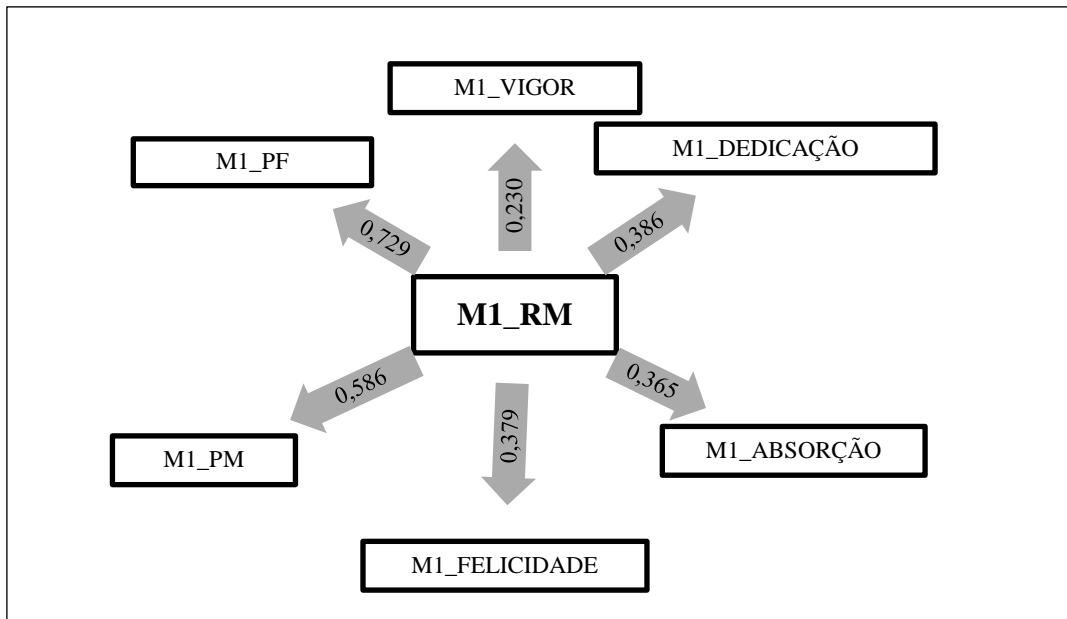 M1_VIGOR
M1_DEDICAÇÃO
M1_PF
0,230
0,386
0,729
M1_RM
0,586
0,379
0,365
M1_PM
M1_ABSORÇÃO
M1_FELICIDADE